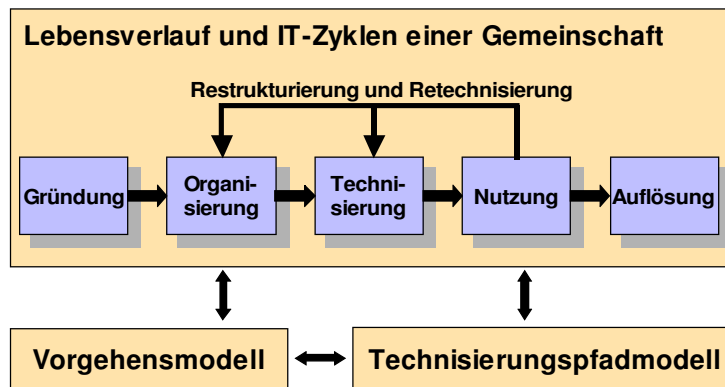 Lebensverlauf und IT-Zyklen einer Gemeinschaft
Restrukturierung und Retechnisierung
Gründung
Organi-
sierung
Techni-
sierung
Nutzung
Auflösung
Vorgehensmodell
Technisierungspfadmodell